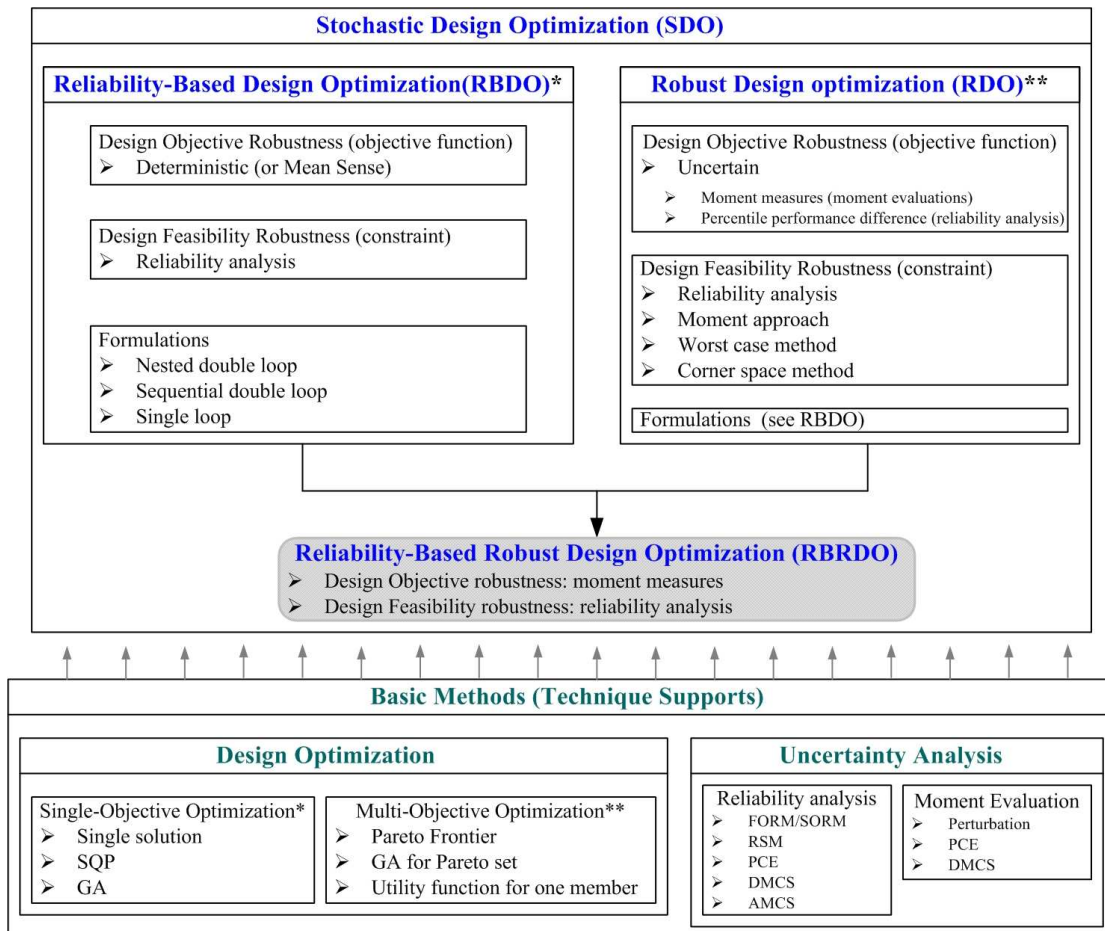 Stochastic Design Optimization (SDO)
Reliability-Based Design Optimization(RBDO)*
Design Objective Robustness (objective function)
➢ Deterministic (or Mean Sense)
Design Feasibility Robustness (constraint)
➢ Reliability analysis
Formulations
➢ Nested double loop
➢ Sequential double loop
➢ Single loop
Robust Design optimization (RDO)**
Design Objective Robustness (objective function)
➢ Uncertain
➢ Moment measures (moment evaluations)
➢ Percentile performance difference (reliability analysis)
Design Feasibility Robustness (constraint)
➢ Reliability analysis
➢ Moment approach
➢ Worst case method
➢ Corner space method
Formulations (see RBDO)
Reliability-Based Robust Design Optimization (RBRDO)
➢ Design Objective robustness: moment measures
➢ Design Feasibility robustness: reliability analysis
Basic Methods (Technique Supports)
Design Optimization
Single-Objective Optimization*
➢ Single solution
➢ SQP
➢ GA
Multi-Objective Optimization**
➢ Pareto Frontier
➢ GA for Pareto set
➢ Utility function for one member
Uncertainty Analysis
Reliability analysis
➢ FORM/SORM
➢ RSM
➢ PCE
➢ DMCS
➢ AMCS
Moment Evaluation
➢ Perturbation
➢ PCE
➢ DMCS